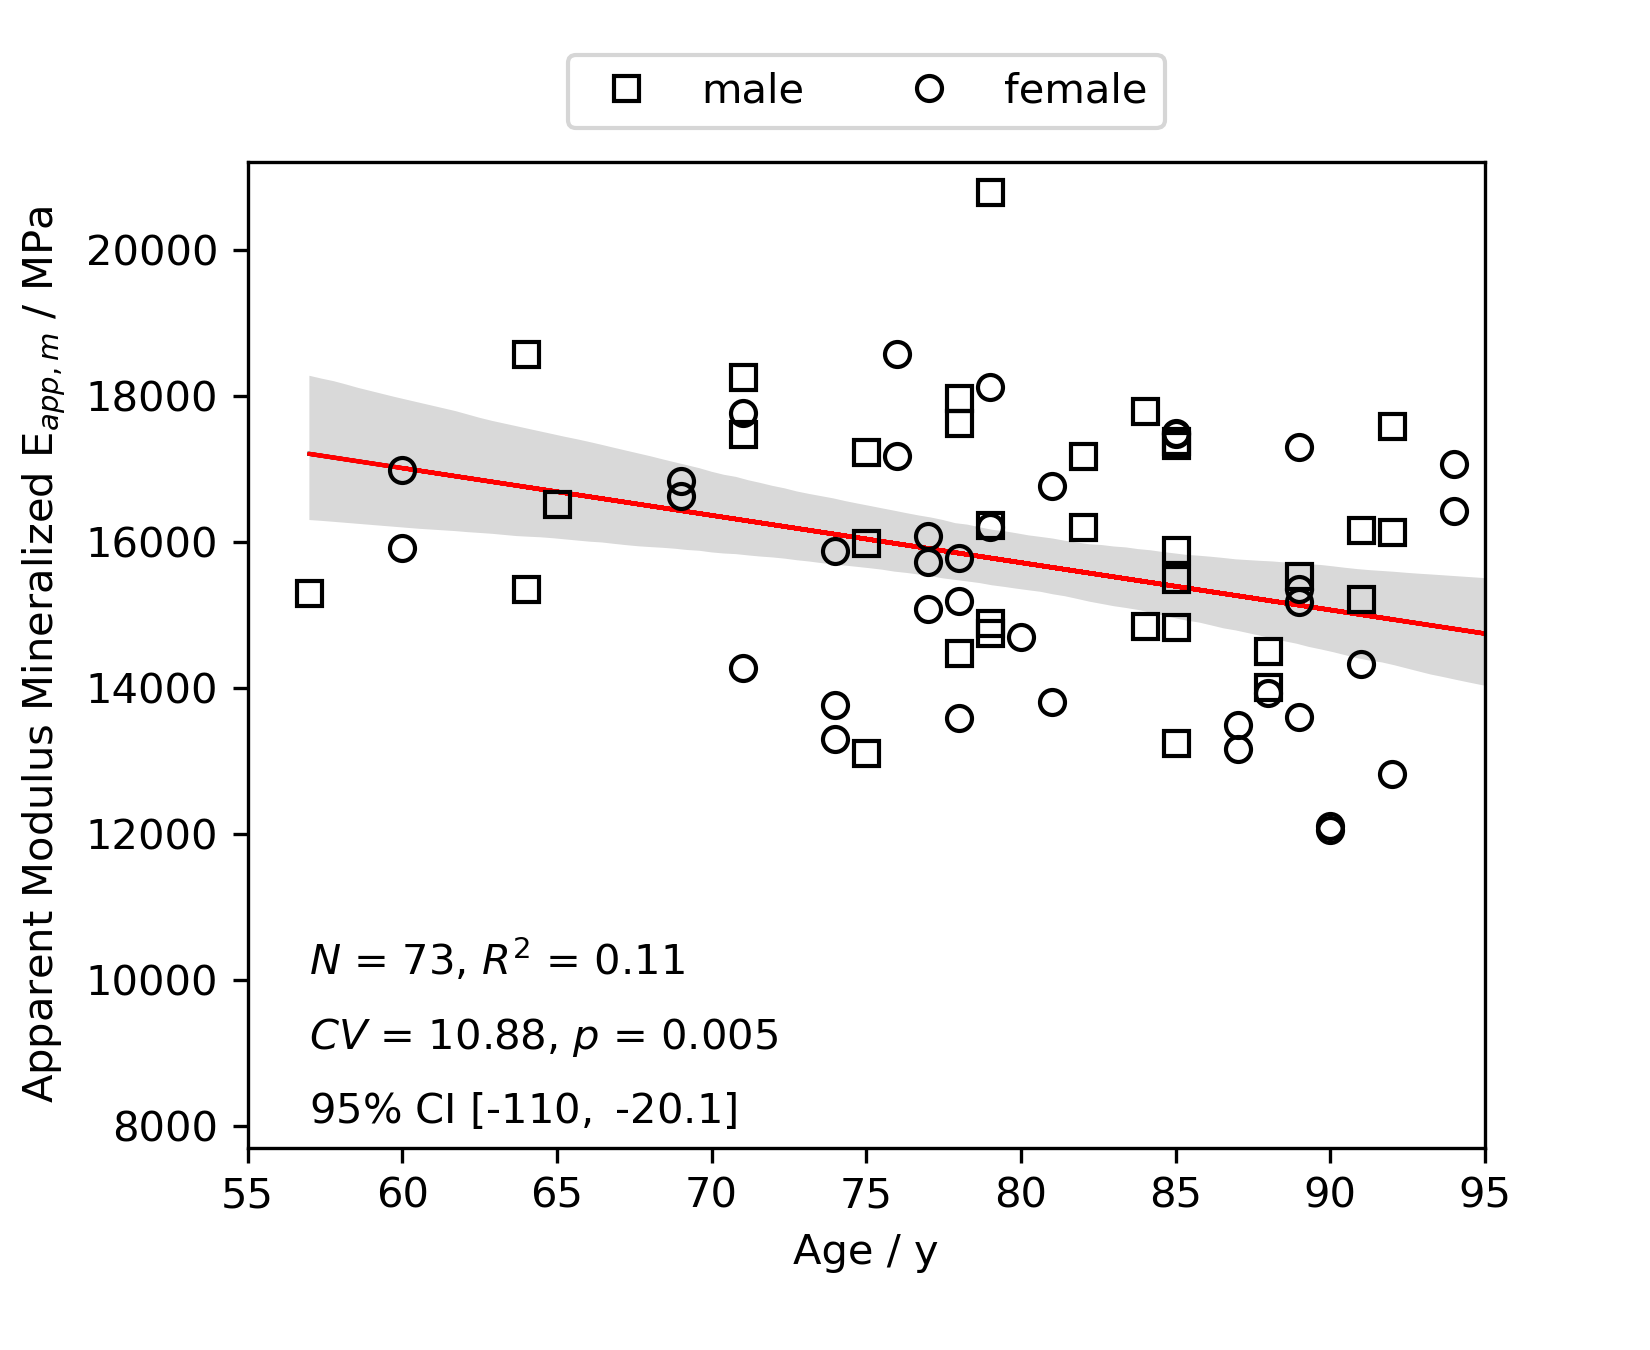 male female
Apparent Modulus Mineralized E_app,m / MPa
20000
18000
16000
14000
12000
10000
8000
N = 73, R² = 0.11
CV = 10.88, p = 0.005
95% CI [-110, -20.1]
55 60 65 70 75 80 85 90 95
Age / y